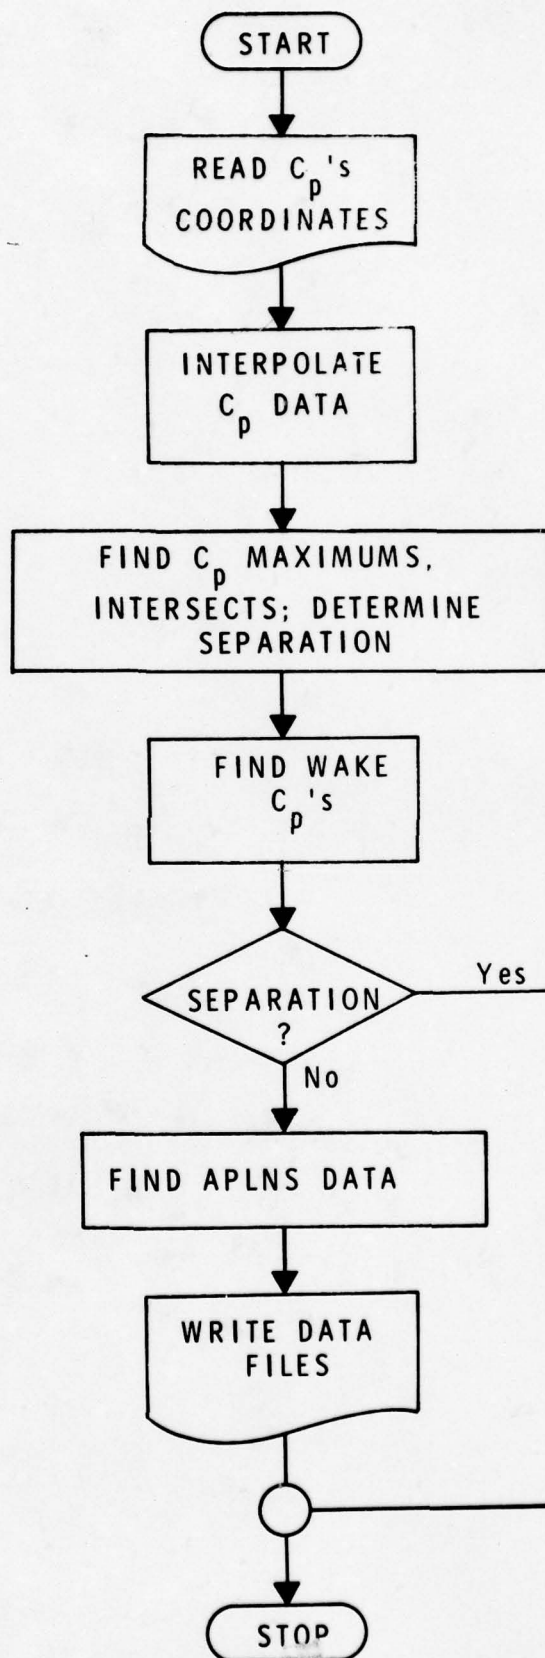 START
READ Cp's
COORDINATES
INTERPOLATE
Cp DATA
FIND Cp MAXIMUMS,
INTERSECTS; DETERMINE
SEPARATION
FIND WAKE
Cp's
SEPARATION
?
Yes
No
FIND APLNS DATA
WRITE DATA
FILES
STOP